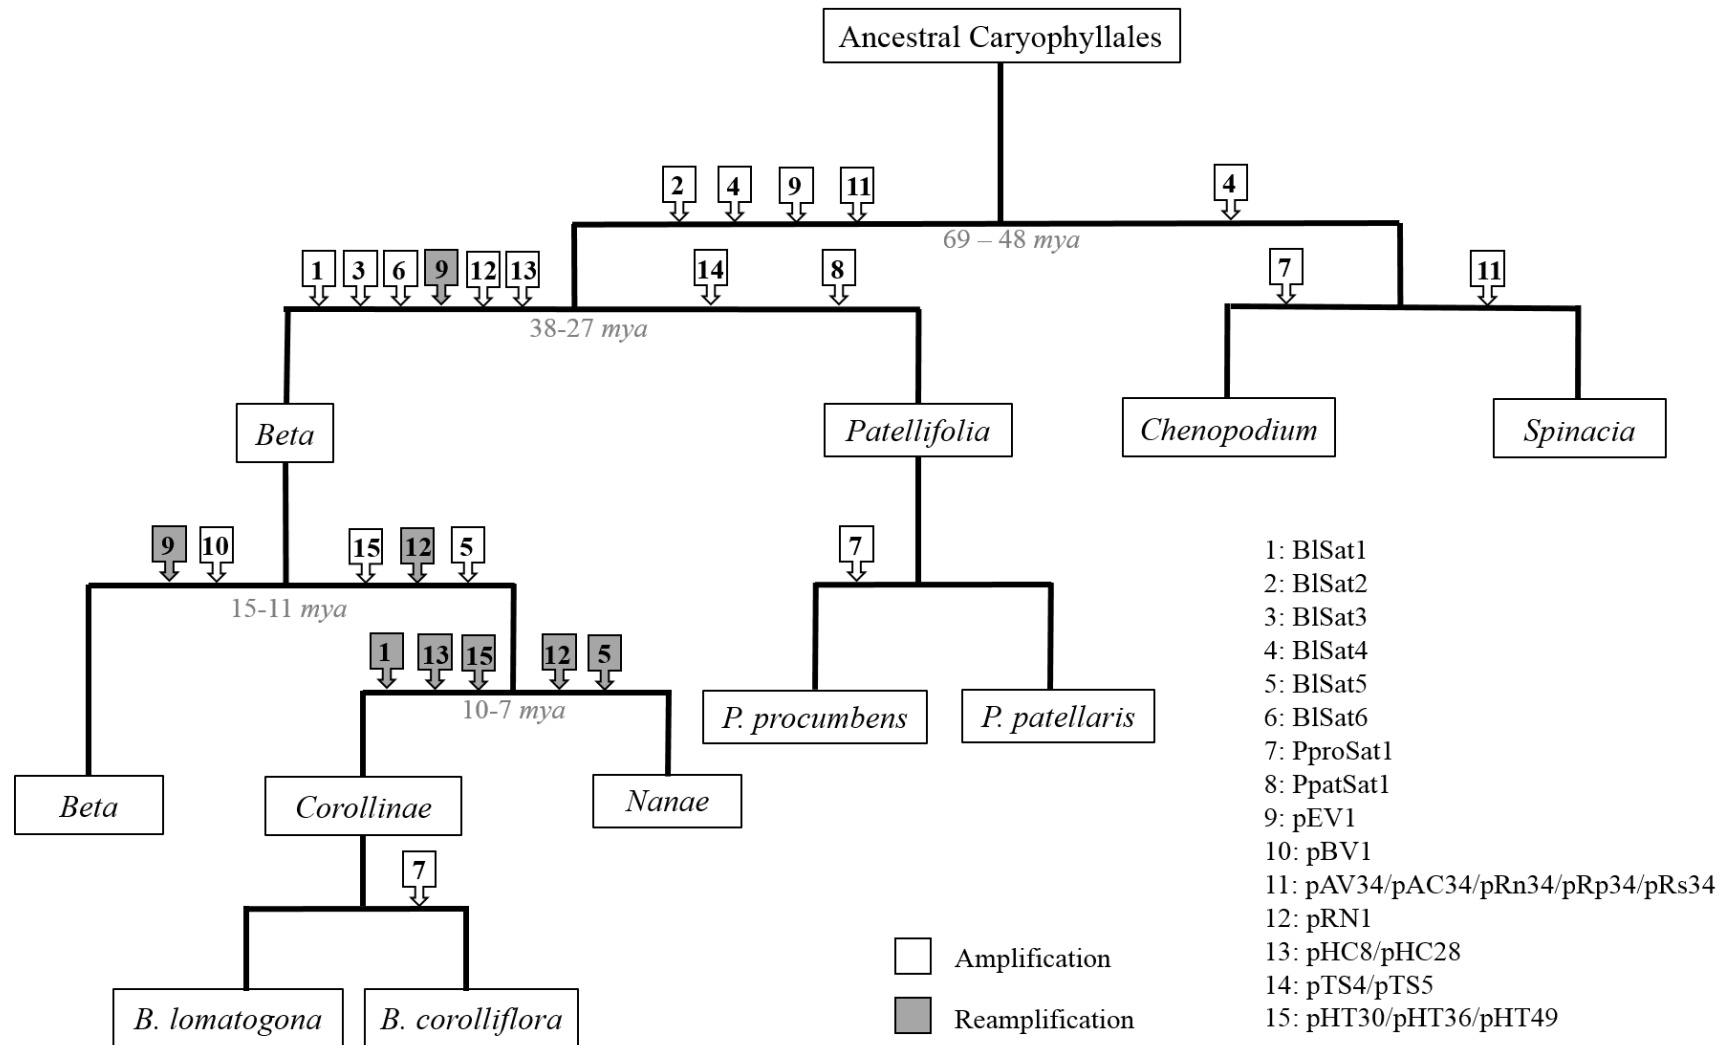 Ancestral Caryophyllales
2 4 9 11 4
69 – 48 mya
1 3 6 9 12 13 14 8 7 11
38-27 mya
Beta Patellifolia Chenopodium Spinacia
9 10 15 12 5 7
15-11 mya
1 13 15 12 5
10-7 mya
P. procumbens P. patellaris
Beta Corollinae Nanae
7
B. lomatogona B. corolliflora
Amplification
Reamplification
1: BlSat1
2: BlSat2
3: BlSat3
4: BlSat4
5: BlSat5
6: BlSat6
7: PproSat1
8: PpatSat1
9: pEV1
10: pBV1
11: pAV34/pAC34/pRn34/pRp34/pRs34
12: pRN1
13: pHC8/pHC28
14: pTS4/pTS5
15: pHT30/pHT36/pHT49